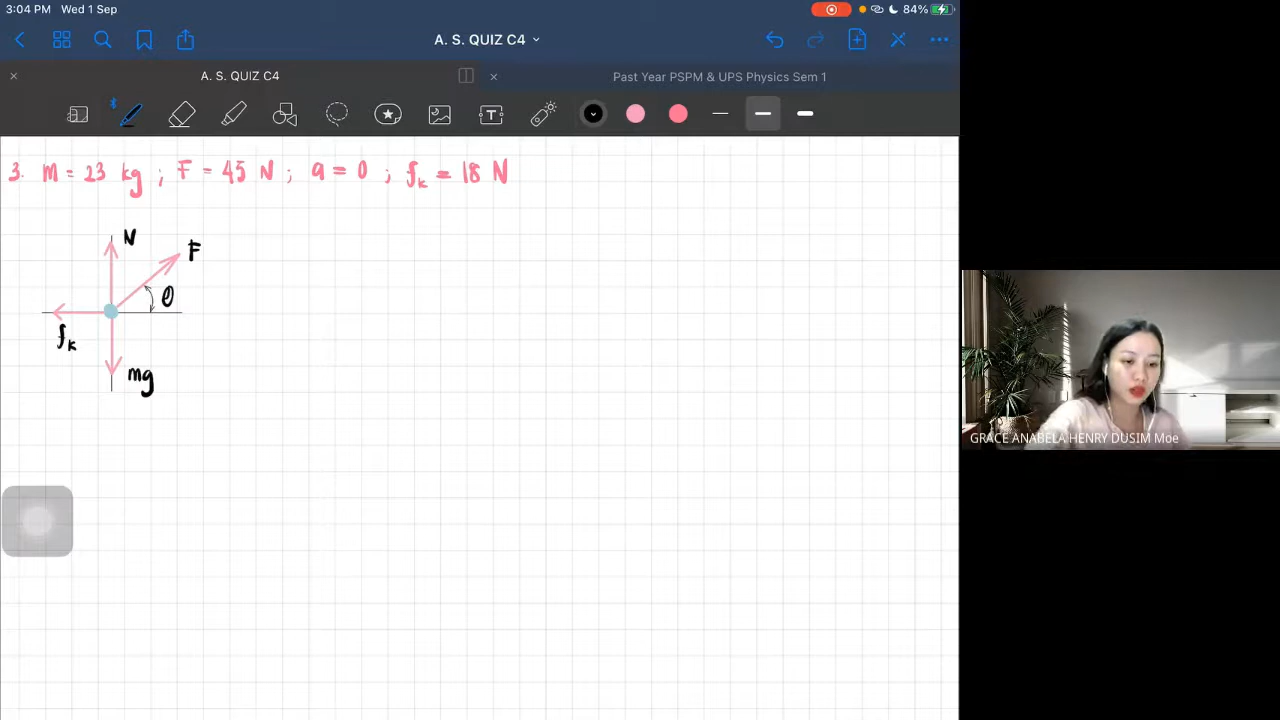 3:04 PM Wed 1 Sep
84%
A. S. QUIZ C4
A. S. QUIZ C4
Past Year PSPM & UPS Physics Sem 1
T
3. m = 23 kg ; F = 45 N ; a = 0 ; fk = 18 N
N
F
θ
fk
mg
GRACE ANABELA HENRY DUSIM Moe